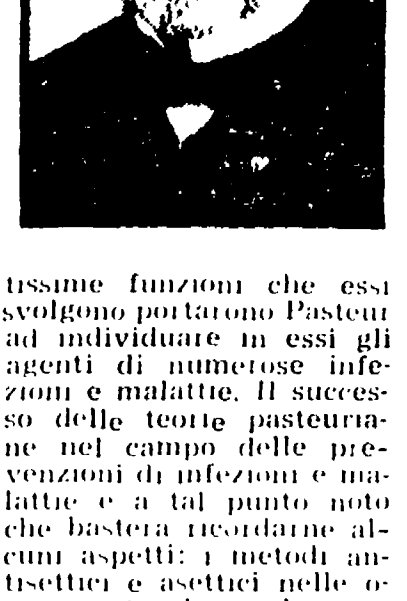 tissime funzioni che essi
svolgono portarono Pasteur
ad individuare in essi gli
agenti di numerose infe-
zioni e malattie. Il succes-
so delle teorie pasteuria-
ne nel campo delle pre-
venzioni di infezioni e ma-
lattie e a tal punto noto
che bastera ricordarne al-
cuni aspetti: i metodi an-
tisettici e asettici nelle o-